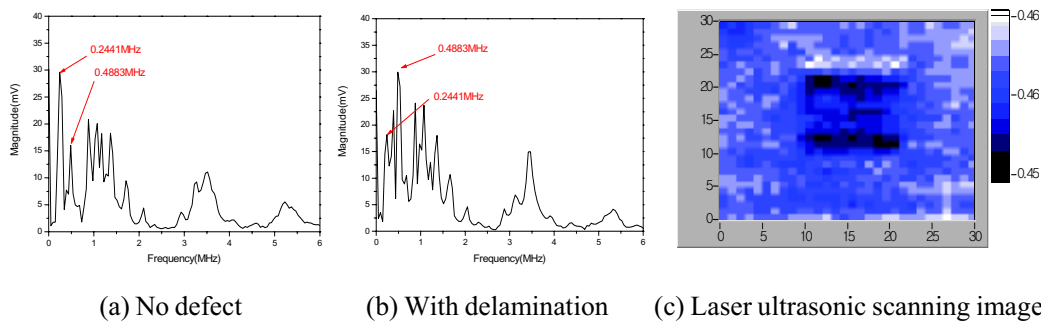 40
35
30
25
20
15
10
5
0
Magnitude(mV)
0.2441MHz
0.4883MHz
0 1 2 3 4 5 6
Frequency(MHz)
(a) No defect
40
35
30
25
20
15
10
5
0
Magnitude(mV)
0.4883MHz
0.2441MHz
0 1 2 3 4 5 6
Frequency(MHz)
(b) With delamination
30
25
20
15
10
5
0
0 5 10 15 20 25 30
-0.46
-0.46
-0.45
(c) Laser ultrasonic scanning image